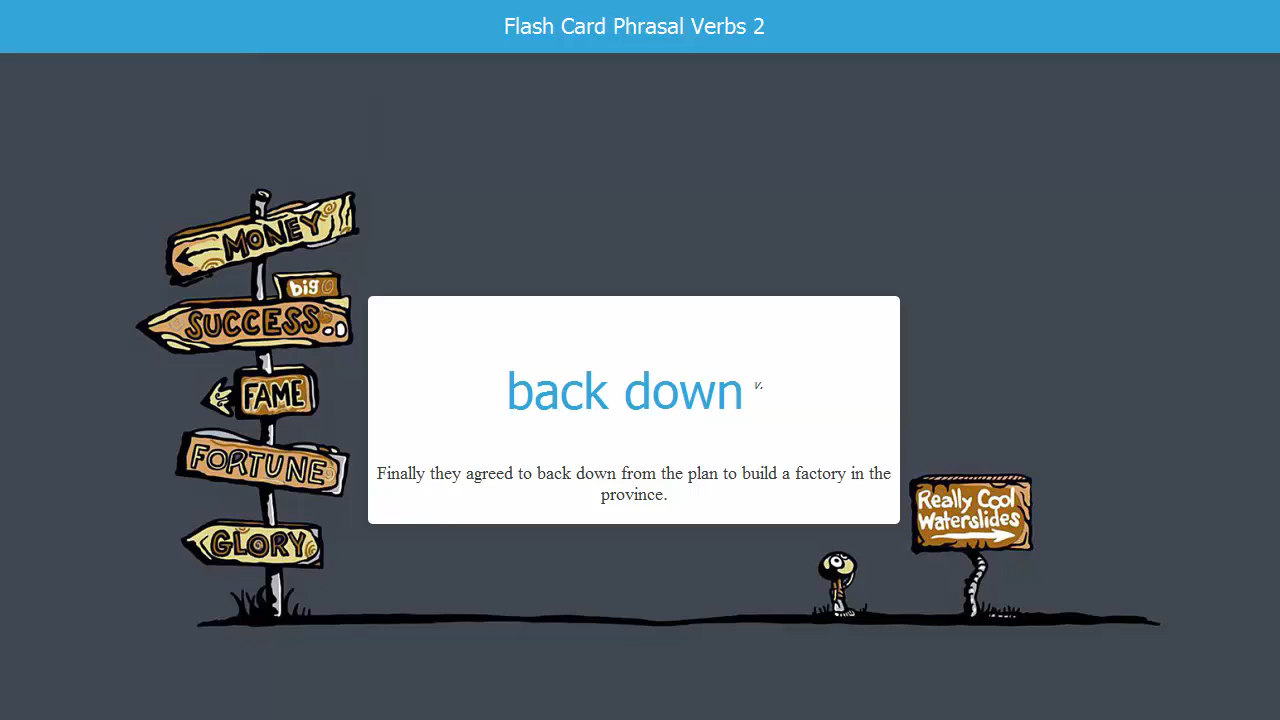 Flash Card Phrasal Verbs 2
MONEY
big
SUCCESS..
FAME
FORTUNE
GLORY
back down v.
Finally they agreed to back down from the plan to build a factory in the
province.
Really Cool
Waterslides